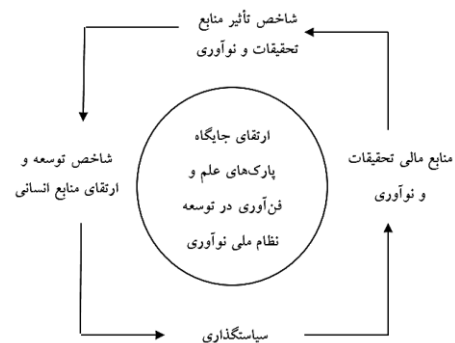 شاخص تأثیر منابع
تحقیقات و نوآوری
منابع مالی تحقیقات
و نوآوری
ارتقای جایگاه
پارک‌های علم و
فن‌آوری در توسعه
نظام ملی نوآوری
شاخص توسعه و
ارتقای منابع انسانی
سیاستگذاری